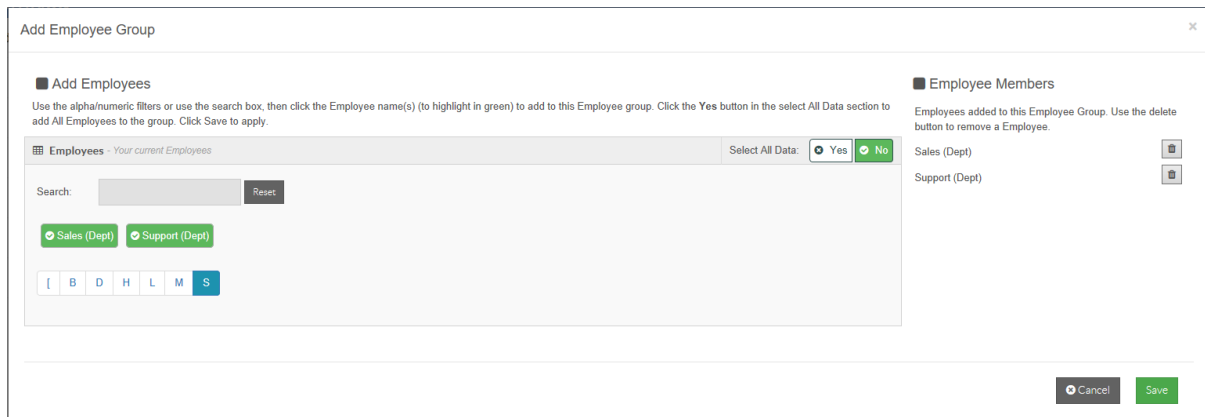 Add Employee Group
×
Add Employees
Use the alpha/numeric filters or use the search box, then click the Employee name(s) (to highlight in green) to add to this Employee group. Click the Yes button in the select All Data section to
add All Employees to the group. Click Save to apply.
Employees - Your current Employees
Select All Data: Yes No
Search: Reset
Sales (Dept) Support (Dept)
[ B D H L M S
Employee Members
Employees added to this Employee Group. Use the delete
button to remove a Employee.
Sales (Dept)
Support (Dept)
Cancel Save